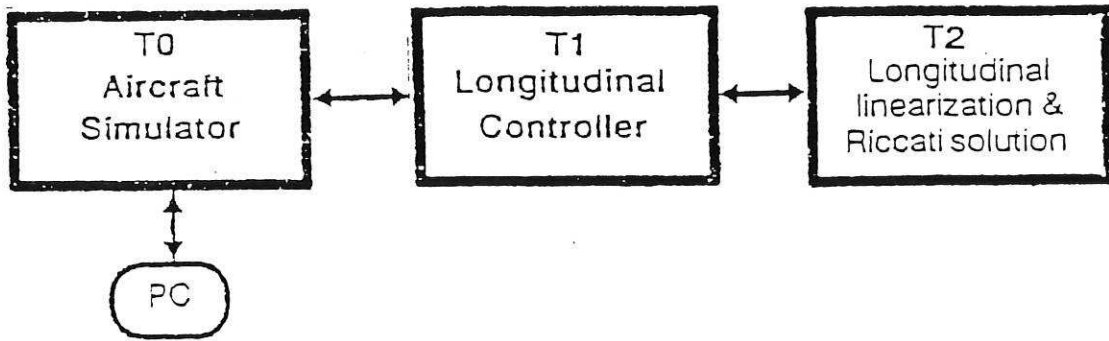 T0
Aircraft
Simulator
T1
Longitudinal
Controller
T2
Longitudinal
linearization &
Riccati solution
PC